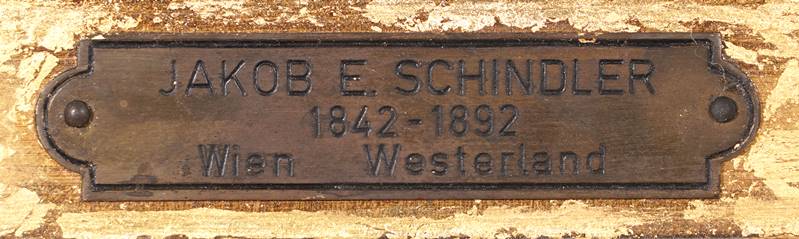 JAKOB E. SCHINDLER
1842-1892
Wien Westerland